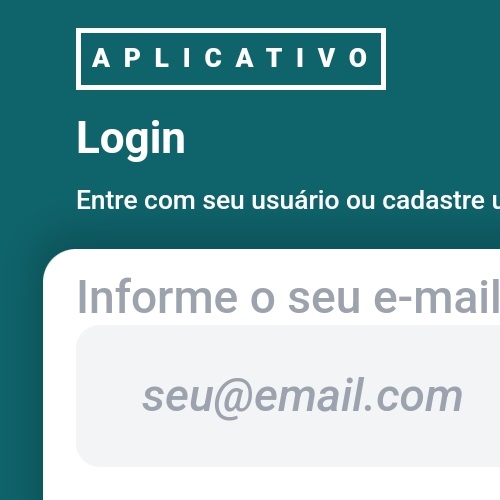 APLICATIVO
Login
Entre com seu usuário ou cadastre
Informe o seu e-mail
seu@email.com